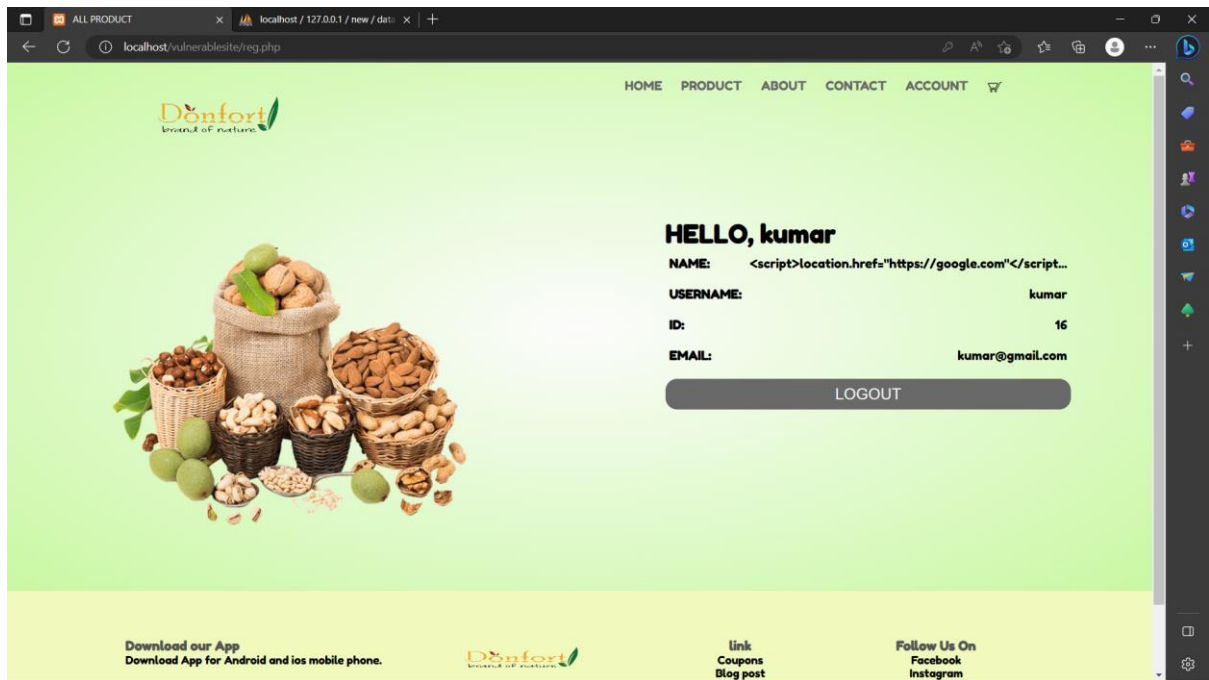 ALL PRODUCT
localhost / 127.0.0.1 / new / data
localhost/vulnerablesite/reg.php
HOME PRODUCT ABOUT CONTACT ACCOUNT
Dŏnfort
brand of nature
HELLO, kumar
NAME: <script>location.href="https://google.com"</script...
USERNAME: kumar
ID: 16
EMAIL: kumar@gmail.com
LOGOUT
Download our App
Download App for Android and ios mobile phone.
Dŏnfort
brand of nature
link
Coupons
Blog post
Follow Us On
Facebook
Instagram